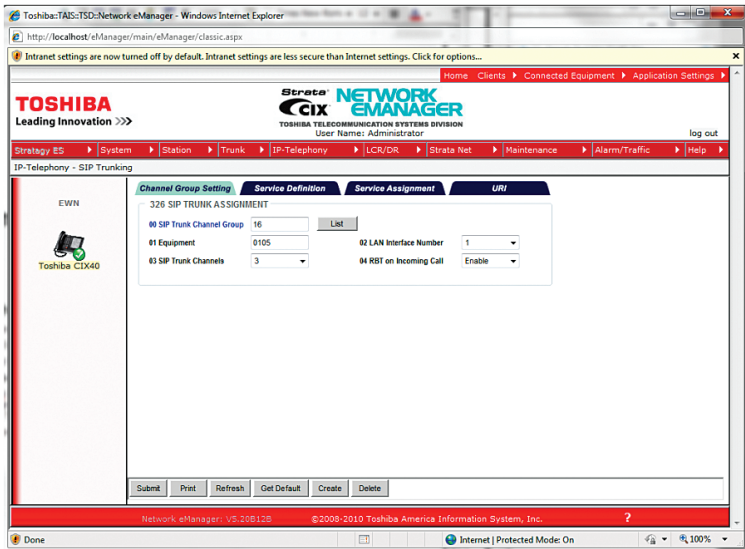 Toshiba::TAIS::TSD::Network eManager - Windows Internet Explorer
http://localhost/eManager/main/eManager/classic.aspx
Intranet settings are now turned off by default. Intranet settings are less secure than Internet settings. Click for options...
Home Clients Connected Equipment Application Settings
TOSHIBA
Leading Innovation >>>
Strata CIX NETWORK EMANAGER
TOSHIBA TELECOMMUNICATION SYSTEMS DIVISION
User Name: Administrator log out
Strategy ES System Station Trunk IP-Telephony LCR/DR Strata Net Maintenance Alarm/Traffic Help
IP-Telephony - SIP Trunking
EWN
Toshiba CIX40
Channel Group Setting Service Definition Service Assignment URI
326 SIP TRUNK ASSIGNMENT
00 SIP Trunk Channel Group 16 List
01 Equipment 0105 02 LAN Interface Number 1
03 SIP Trunk Channels 3 04 RBT on Incoming Call Enable
Submit Print Refresh Get Default Create Delete
Network eManager: V5.20B12B ©2008-2010 Toshiba America Information System, Inc. ?
Done Internet | Protected Mode: On 100%